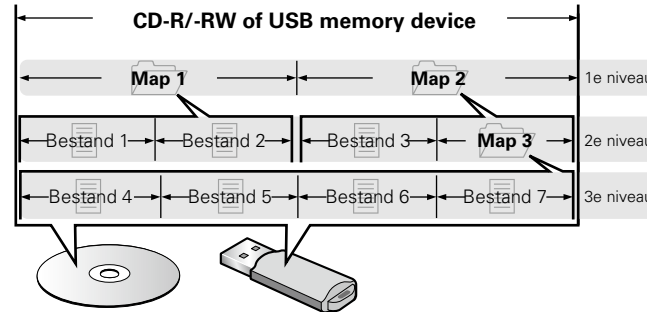 CD-R/-RW of USB memory device
Map 1 Map 2 1e niveau
Bestand 1 Bestand 2 Bestand 3 Map 3 2e niveau
Bestand 4 Bestand 5 Bestand 6 Bestand 7 3e niveau